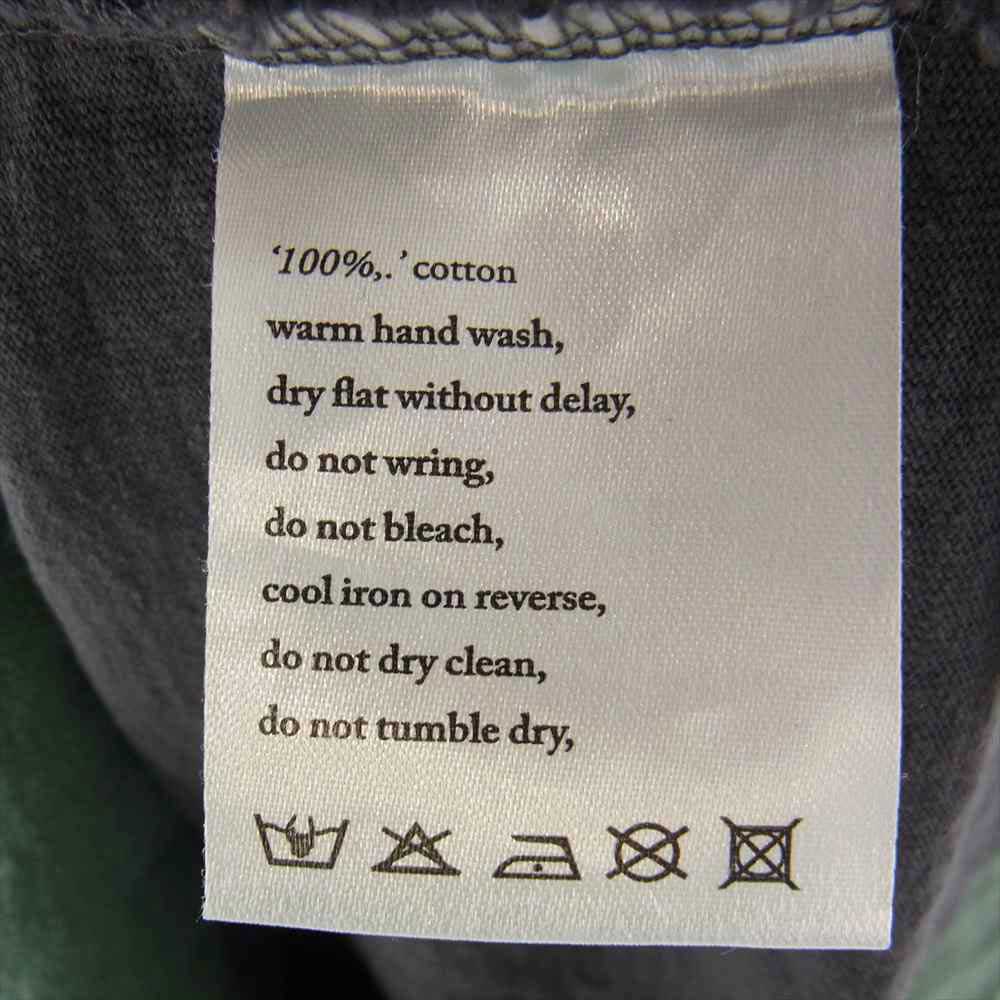 ‘100%,.’ cotton
warm hand wash,
dry flat without delay,
do not wring,
do not bleach,
cool iron on reverse,
do not dry clean,
do not tumble dry,